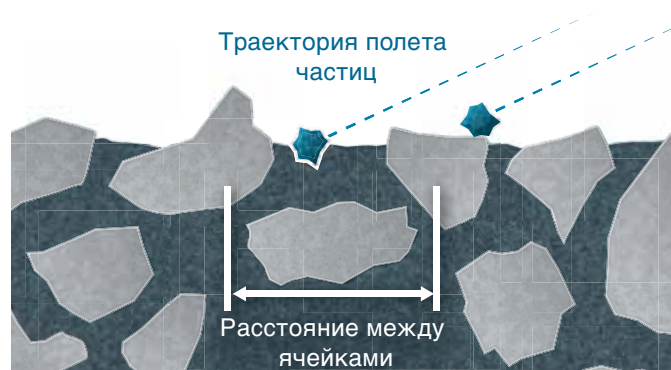 Траектория полета
частиц
Расстояние между
ячейками